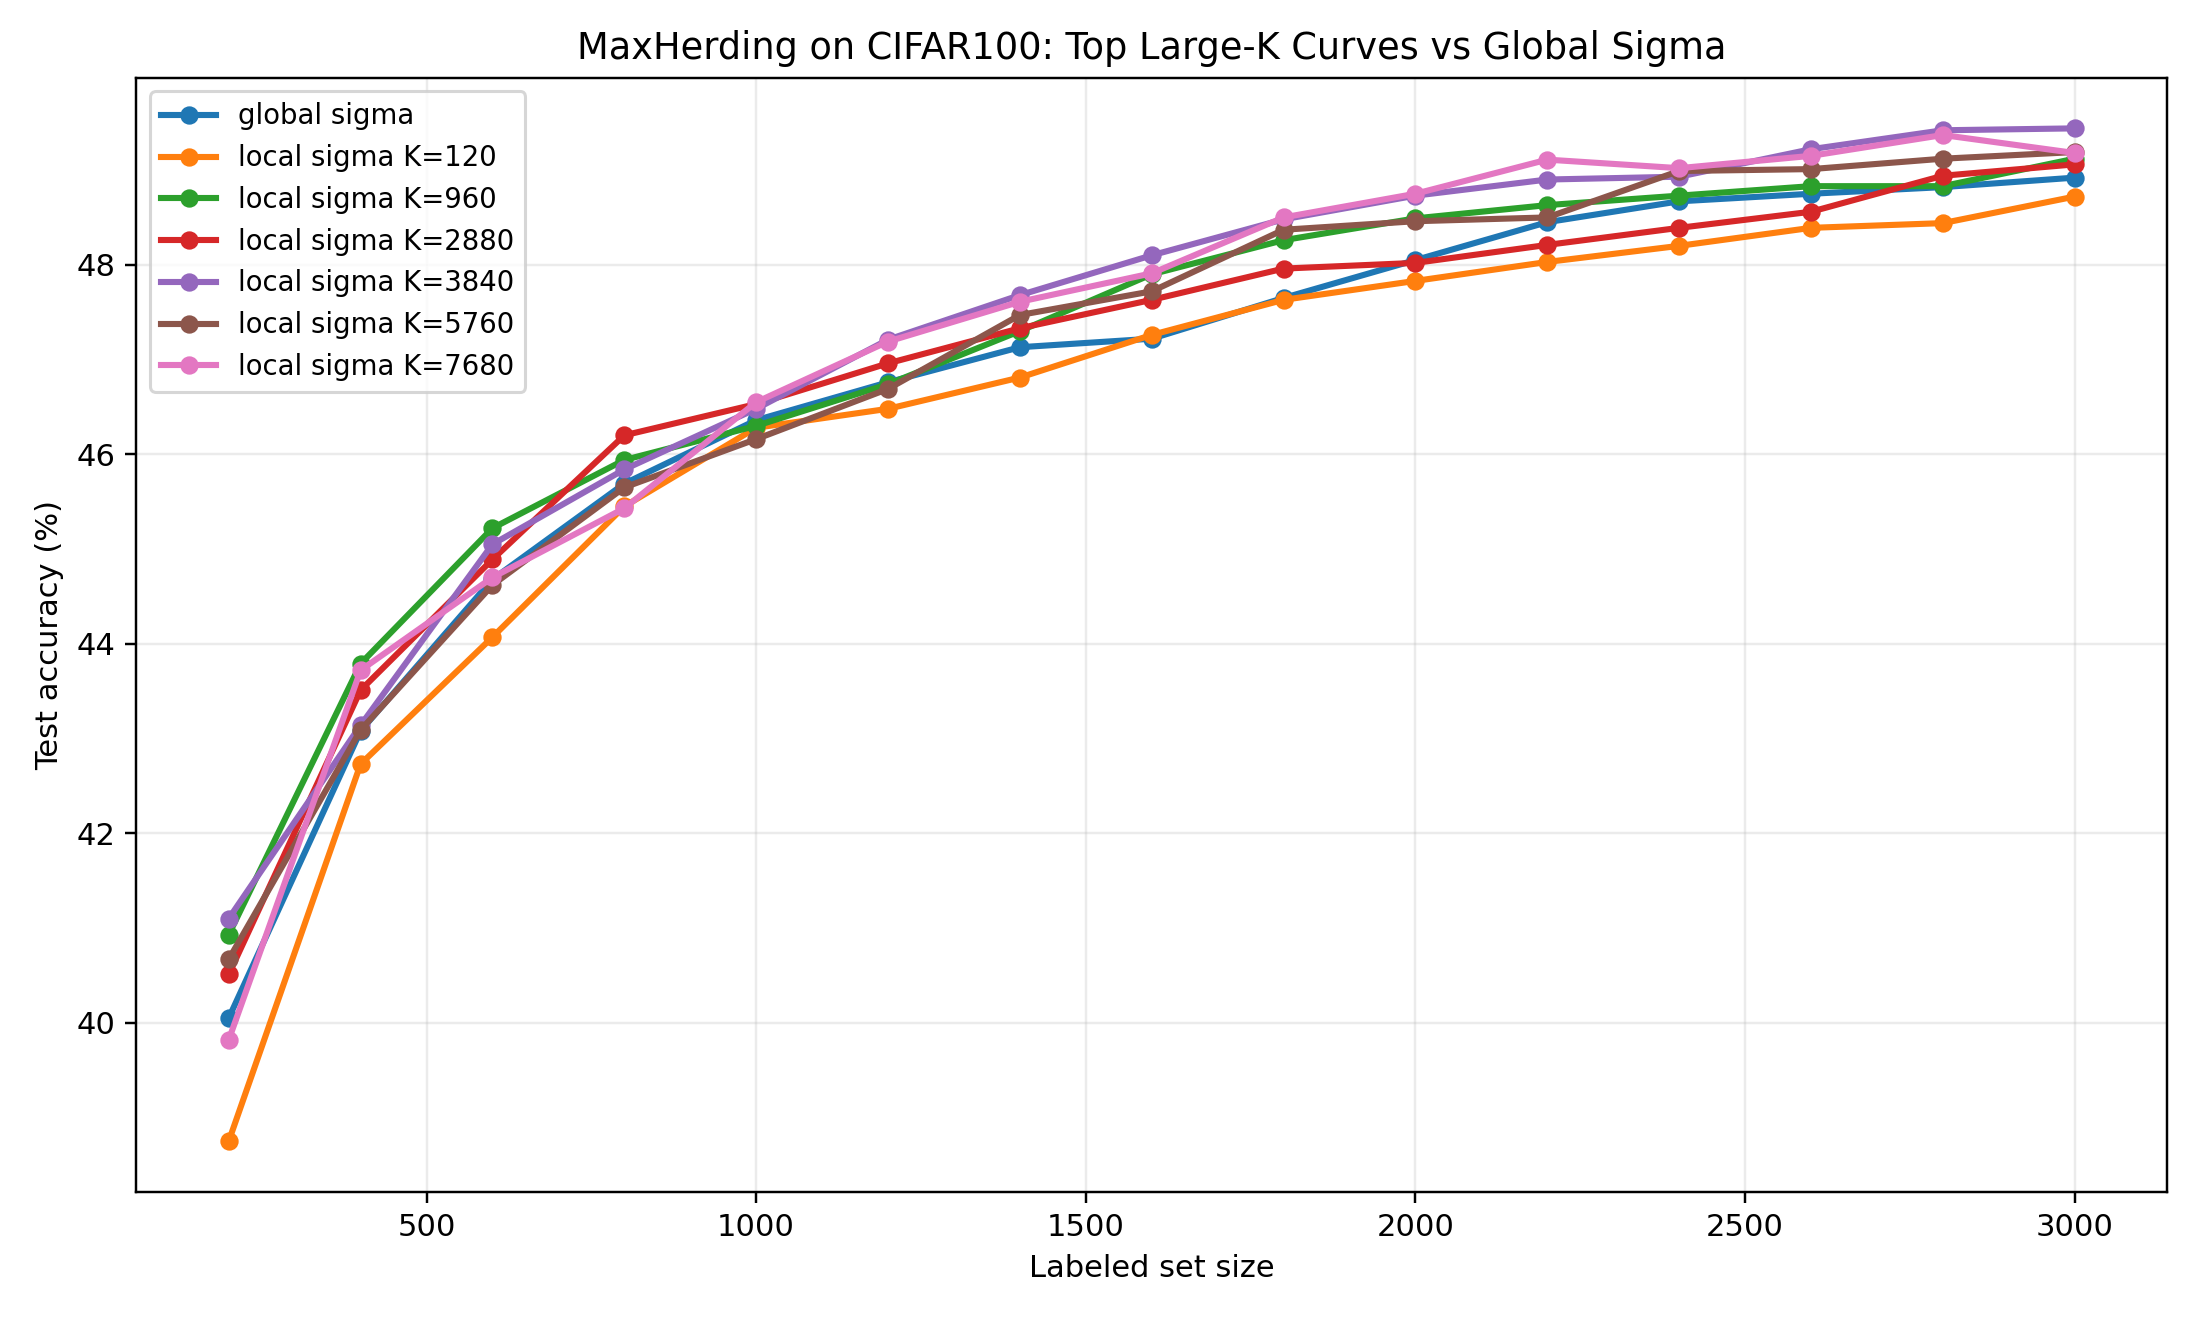 MaxHerding on CIFAR100: Top Large-K Curves vs Global Sigma
global sigma
local sigma K=120
local sigma K=960
local sigma K=2880
local sigma K=3840
local sigma K=5760
local sigma K=7680
Test accuracy (%)
48
46
44
42
40
500 1000 1500 2000 2500 3000
Labeled set size